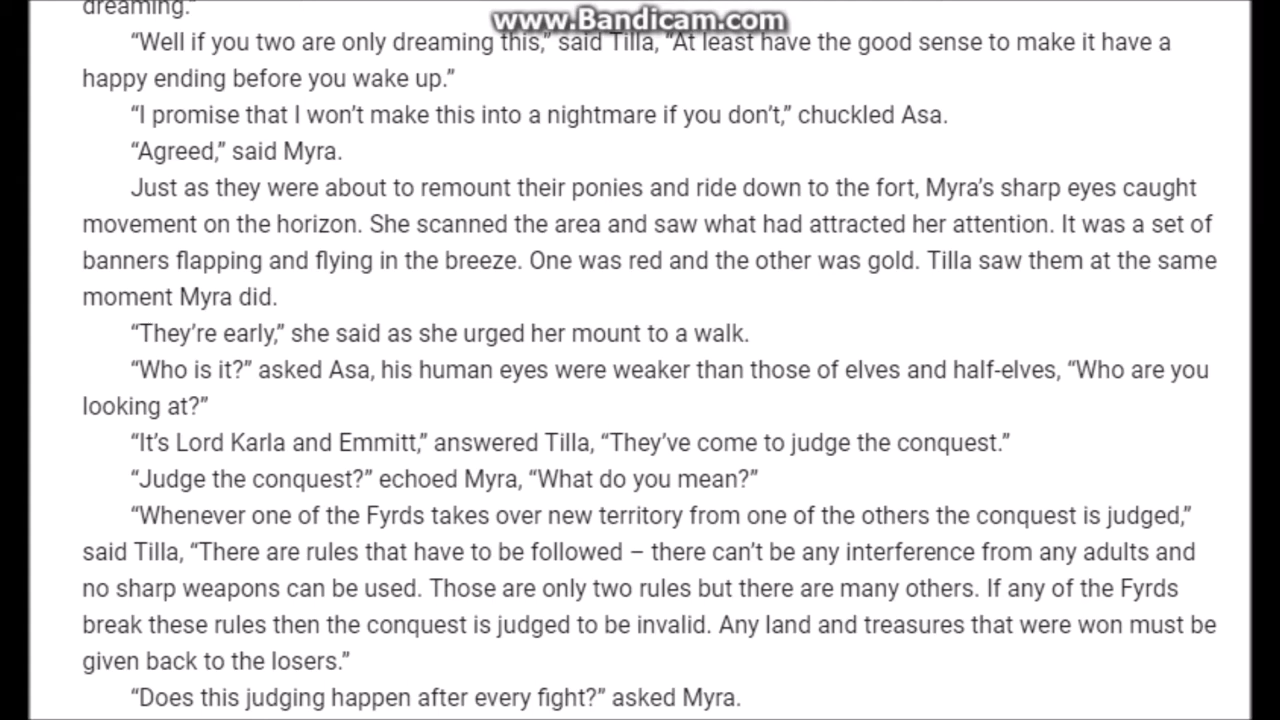 dreaming.”
www.Bandicam.com
“Well if you two are only dreaming this,” said Tilla, “At least have the good sense to make it have a
happy ending before you wake up.”
“I promise that I won’t make this into a nightmare if you don’t,” chuckled Asa.
“Agreed,” said Myra.
Just as they were about to remount their ponies and ride down to the fort, Myra’s sharp eyes caught
movement on the horizon. She scanned the area and saw what had attracted her attention. It was a set of
banners flapping and flying in the breeze. One was red and the other was gold. Tilla saw them at the same
moment Myra did.
“They’re early,” she said as she urged her mount to a walk.
“Who is it?” asked Asa, his human eyes were weaker than those of elves and half-elves, “Who are you
looking at?”
“It’s Lord Karla and Emmitt,” answered Tilla, “They’ve come to judge the conquest.”
“Judge the conquest?” echoed Myra, “What do you mean?”
“Whenever one of the Fyrds takes over new territory from one of the others the conquest is judged,”
said Tilla, “There are rules that have to be followed – there can’t be any interference from any adults and
no sharp weapons can be used. Those are only two rules but there are many others. If any of the Fyrds
break these rules then the conquest is judged to be invalid. Any land and treasures that were won must be
given back to the losers.”
“Does this judging happen after every fight?” asked Myra.